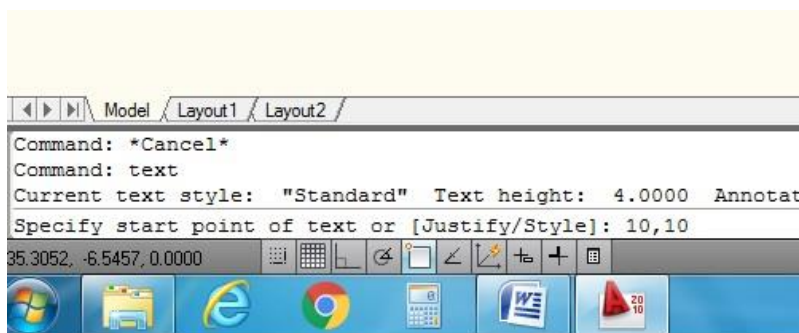 Model / Layout1 / Layout2 /
Command: *Cancel*
Command: text
Current text style: "Standard" Text height: 4.0000 Annotat
Specify start point of text or [Justify/Style]: 10,10
35.3052, -6.5457, 0.0000
W
20
10